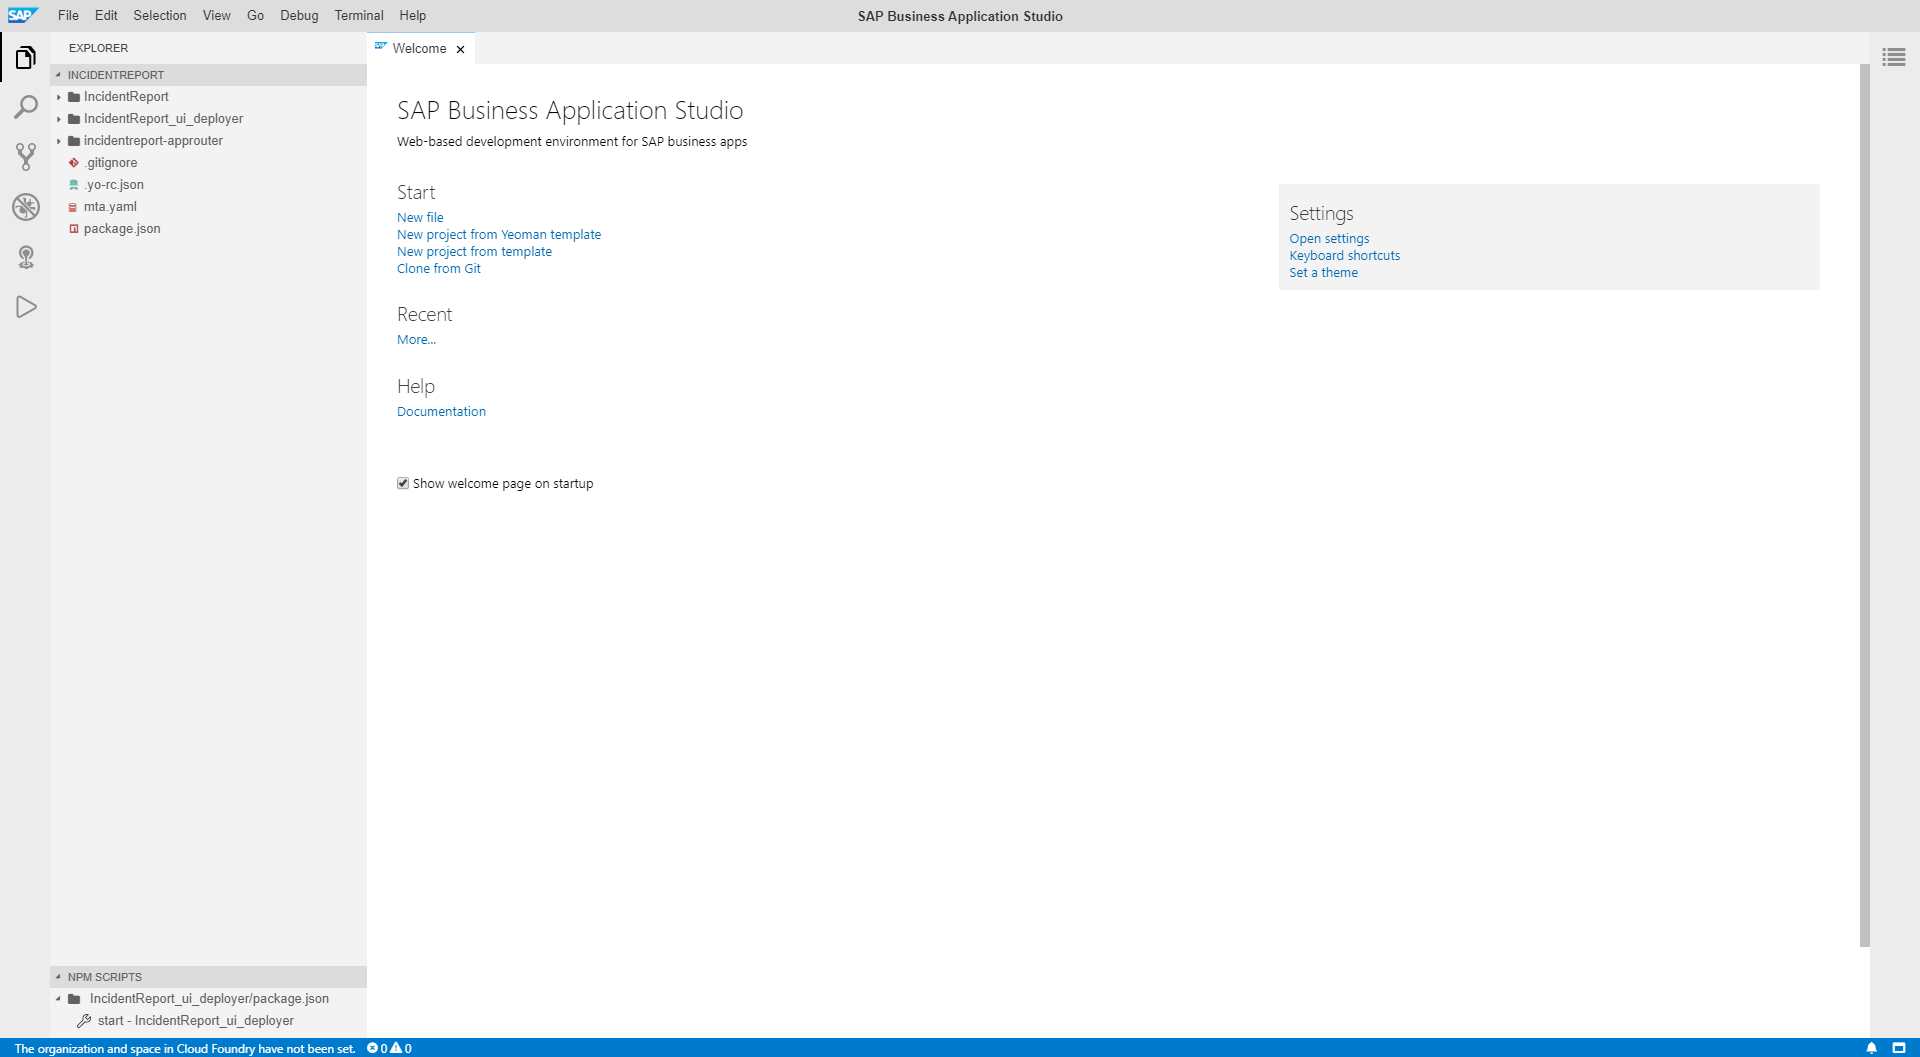 SAP File Edit Selection View Go Debug Terminal Help SAP Business Application Studio
EXPLORER
INCIDENTREPORT
IncidentReport
IncidentReport_ui_deployer
incidentreport-approuter
.gitignore
.yo-rc.json
mta.yaml
package.json
NPM SCRIPTS
IncidentReport_ui_deployer/package.json
start - IncidentReport_ui_deployer
SAP Welcome
SAP Business Application Studio
Web-based development environment for SAP business apps
Start
New file
New project from Yeoman template
New project from template
Clone from Git
Recent
More...
Help
Documentation
Show welcome page on startup
Settings
Open settings
Keyboard shortcuts
Set a theme
The organization and space in Cloud Foundry have not been set. 0 0